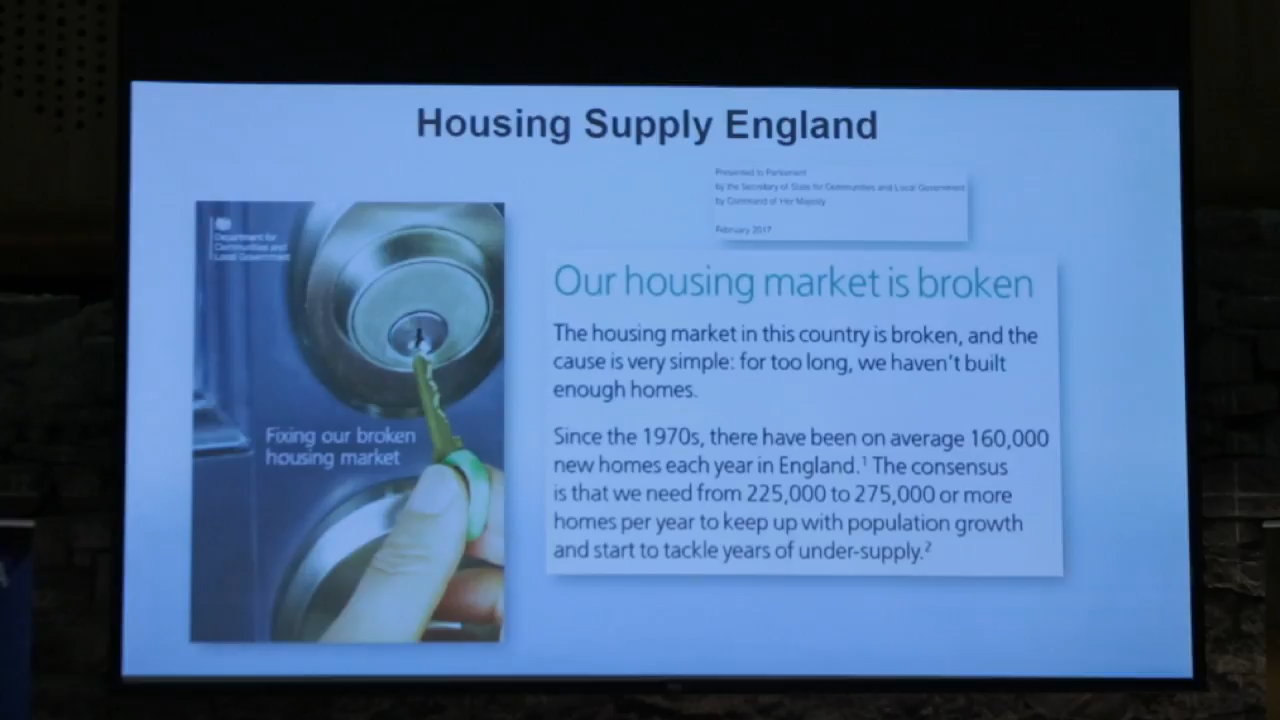 Housing Supply England
Presented to Parliament
by the Secretary of State for Communities and Local Government
by Command of Her Majesty
February 2017
Department for
Communities and
Local Government
Fixing our broken
housing market
Our housing market is broken
The housing market in this country is broken, and the
cause is very simple: for too long, we haven't built
enough homes.
Since the 1970s, there have been on average 160,000
new homes each year in England.¹ The consensus
is that we need from 225,000 to 275,000 or more
homes per year to keep up with population growth
and start to tackle years of under-supply.²